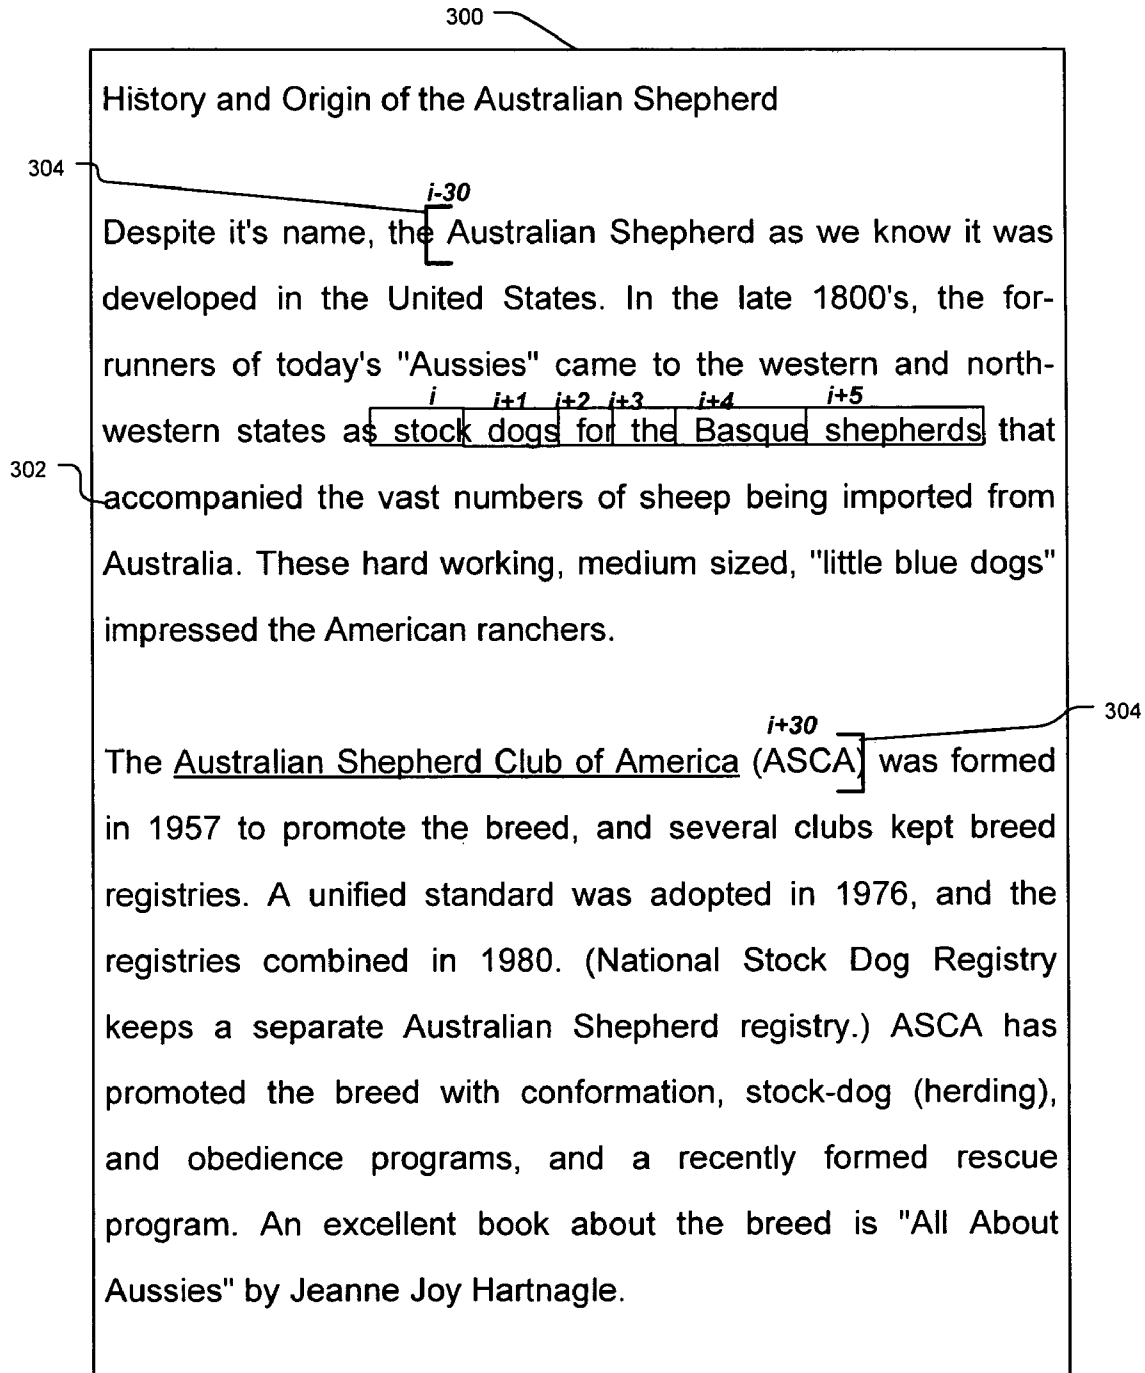 300
History and Origin of the Australian Shepherd
304
i-30
Despite it's name, the Australian Shepherd as we know it was
developed in the United States. In the late 1800's, the for-
runners of today's "Aussies" came to the western and north-
i i+1 i+2 i+3 i+4 i+5
western states as stock dogs for the Basque shepherds that
302
accompanied the vast numbers of sheep being imported from
Australia. These hard working, medium sized, "little blue dogs"
impressed the American ranchers.
i+30
304
The Australian Shepherd Club of America (ASCA) was formed
in 1957 to promote the breed, and several clubs kept breed
registries. A unified standard was adopted in 1976, and the
registries combined in 1980. (National Stock Dog Registry
keeps a separate Australian Shepherd registry.) ASCA has
promoted the breed with conformation, stock-dog (herding),
and obedience programs, and a recently formed rescue
program. An excellent book about the breed is "All About
Aussies" by Jeanne Joy Hartnagle.